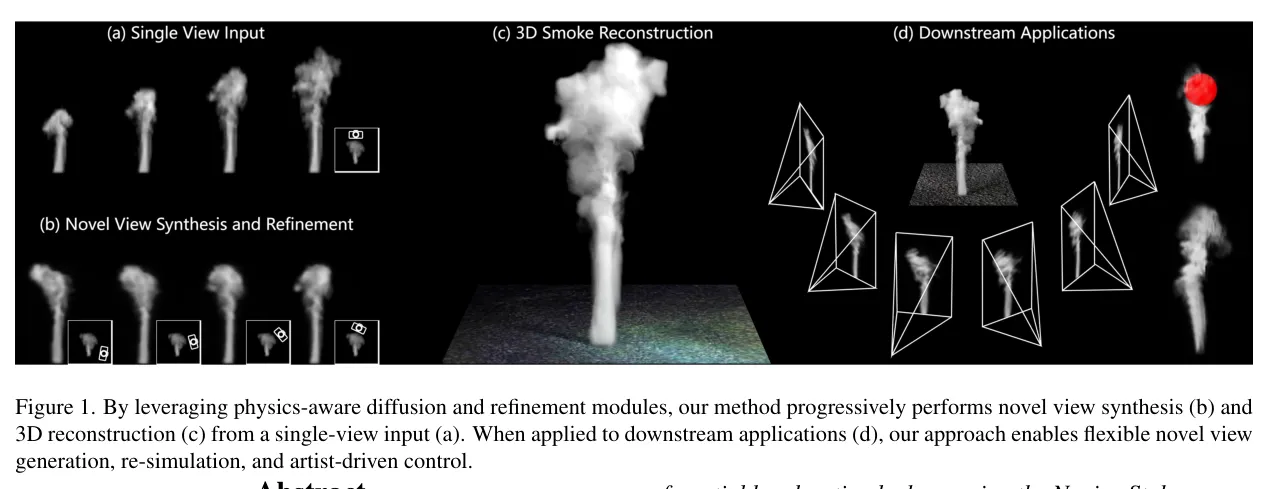 (a) Single View Input
(c) 3D Smoke Reconstruction
(d) Downstream Applications
(b) Novel View Synthesis and Refinement
Figure 1. By leveraging physics-aware diffusion and refinement modules, our method progressively performs novel view synthesis (b) and
3D reconstruction (c) from a single-view input (a). When applied to downstream applications (d), our approach enables flexible novel view
generation, re-simulation, and artist-driven control.
Abstract